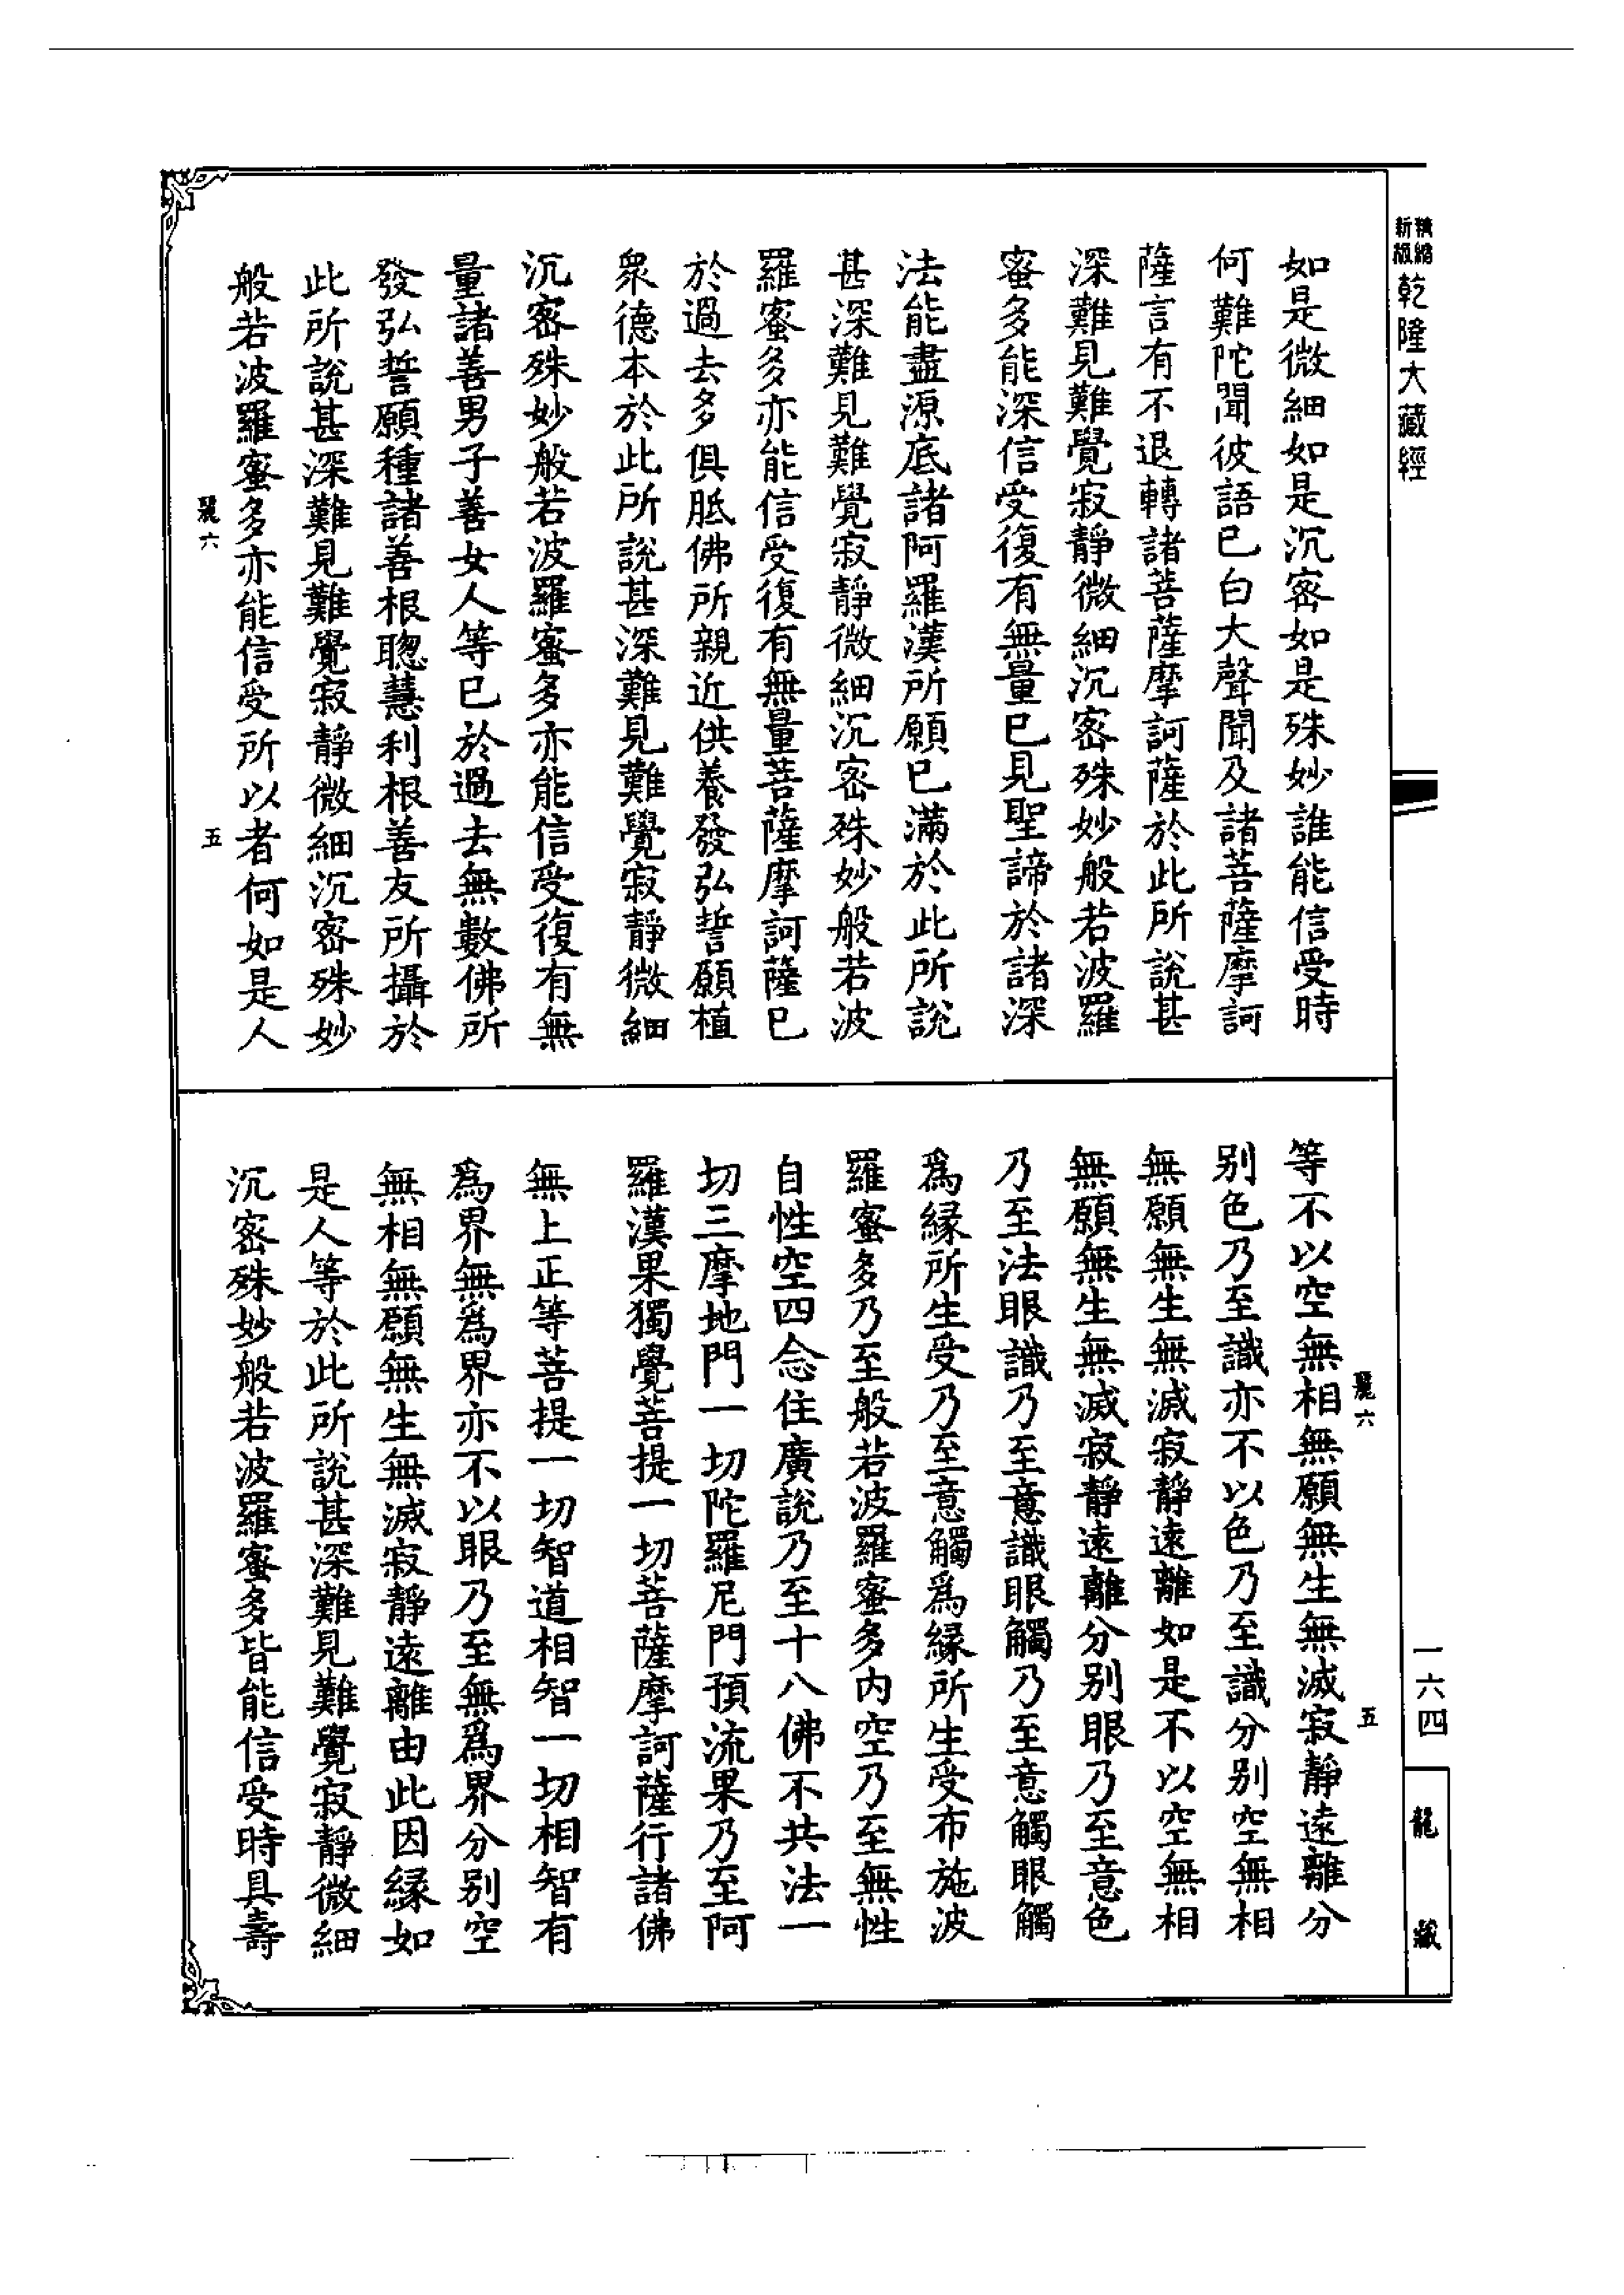 精縮新版乾隆大藏經
如是微細如是沉密如是殊妙誰能信受時
何難陀聞彼語已白大聲聞及諸菩薩摩訶
薩言有不退轉諸菩薩摩訶薩於此所說甚
深難見難覺寂靜微細沉密殊妙般若波羅
蜜多能深信受復有無量已見聖諦於諸深
法能盡源底諸阿羅漢所願已滿於此所說
甚深難見難覺寂靜微細沉密殊妙般若波
羅蜜多亦能信受復有無量菩薩摩訶薩已
於過去多俱胝佛所親近供養發弘誓願植
衆德本於此所說甚深難見難覺寂靜微細
沉密殊妙般若波羅蜜多亦能信受復有無
量諸善男子善女人等已於過去無數佛所
發弘誓願種諸善根聰慧利根善友所攝於
此所說甚深難見難覺寂靜微細沉密殊妙
般若波羅蜜多亦能信受所以者何如是人
麗六 五
麗六 五
等不以空無相無願無生無滅寂靜遠離分
別色乃至識亦不以色乃至識分別空無相
無願無生無滅寂靜遠離如是不以空無相
無願無生無滅寂靜遠離分別眼乃至意色
乃至法眼識乃至意識眼觸乃至意觸眼觸
爲緣所生受乃至意觸爲緣所生受布施波
羅蜜多乃至般若波羅蜜多內空乃至無性
自性空四念住廣說乃至十八佛不共法一
切三摩地門一切陀羅尼門預流果乃至阿
羅漢果獨覺菩提一切菩薩摩訶薩行諸佛
無上正等菩提一切智道相智一切相智有
爲界無爲界亦不以眼乃至無爲界分別空
無相無願無生無滅寂靜遠離由此因緣如
是人等於此所說甚深難見難覺寂靜微細
沉密殊妙般若波羅蜜多皆能信受時具壽
一六四
龍藏